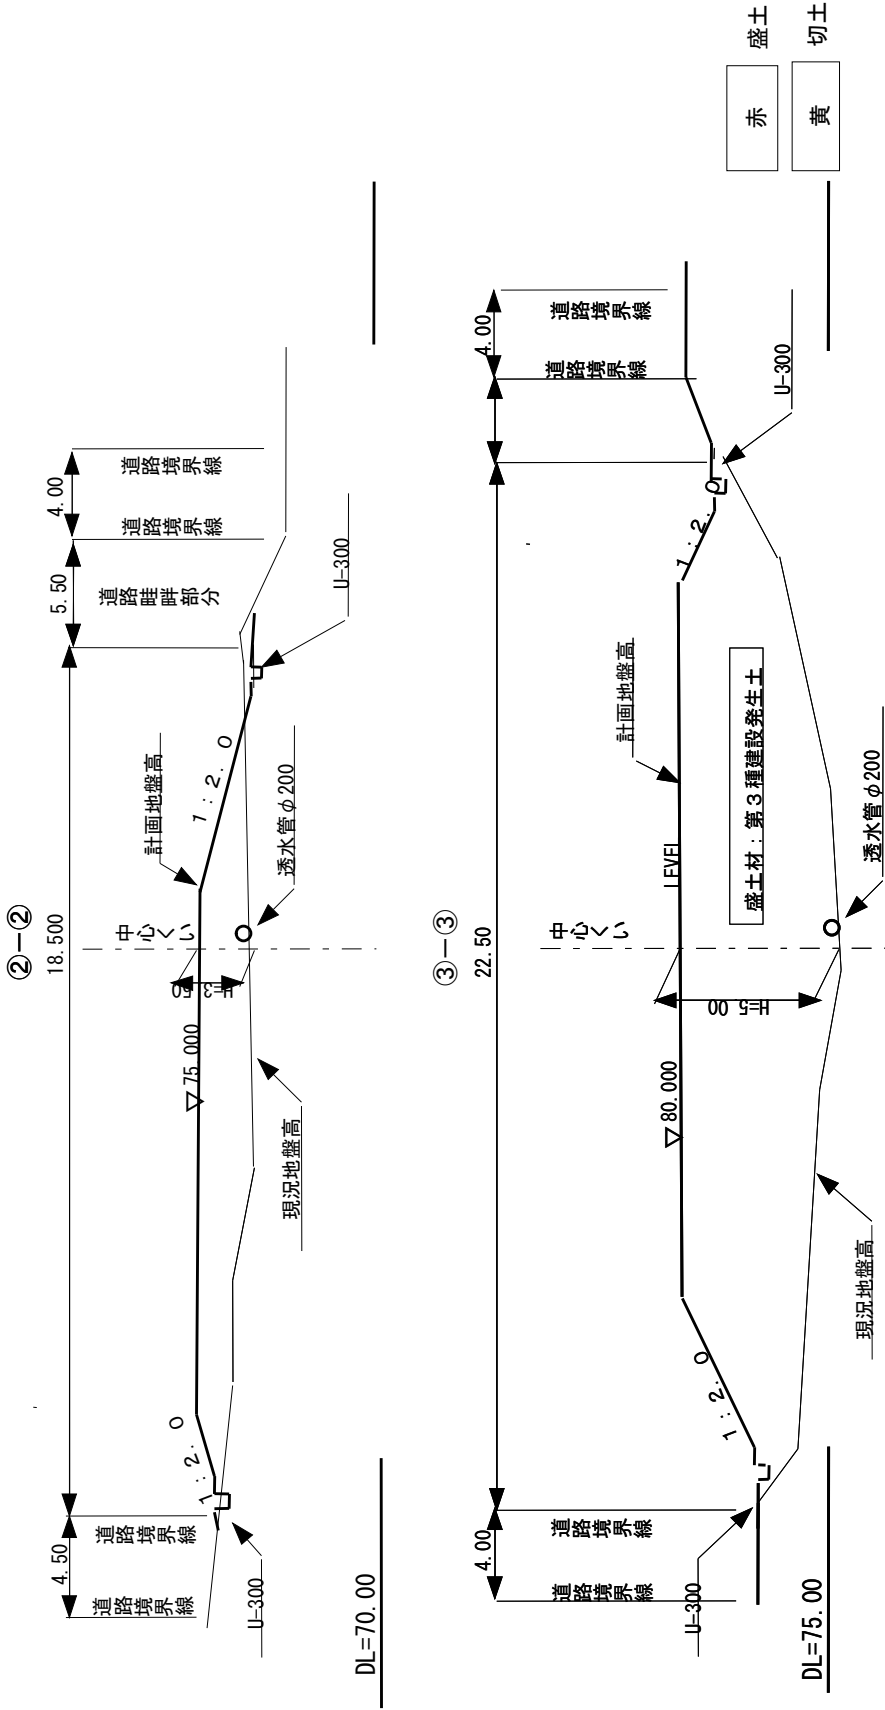 ②ー②
18.500
4.50
5.50
4.00
道路境界線
道路境界線
道路畦畔部分
道路境界線
道路境界線
中心くい
計画地盤高
1:2.0
1:2.0
▽75.000
H=3.50
U-300
U-300
透水管φ200
現況地盤高
DL=70.00
③ー③
22.50
4.00
4.00
道路境界線
道路境界線
道路境界線
道路境界線
中心くい
計画地盤高
LEVEL
1:2.0
1:2.0
▽80.000
H=5.00
盛土材:第3種建設発生土
U-300
U-300
透水管φ200
現況地盤高
DL=75.00
赤 盛土
黄 切土